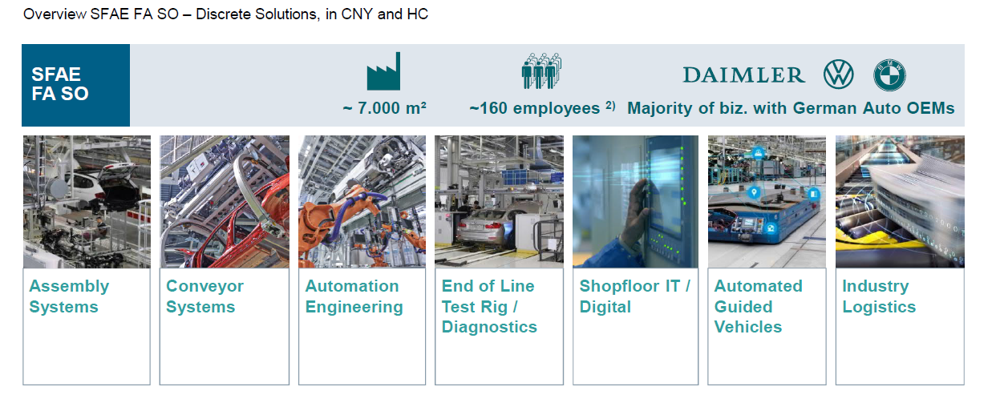 Overview SFAE FA SO – Discrete Solutions, in CNY and HC
SFAE
FA SO
~ 7.000 m²
~160 employees ²⁾
DAIMLER
Majority of biz. with German Auto OEMs
Assembly
Systems
Conveyor
Systems
Automation
Engineering
End of Line
Test Rig /
Diagnostics
Shopfloor IT /
Digital
Automated
Guided
Vehicles
Industry
Logistics